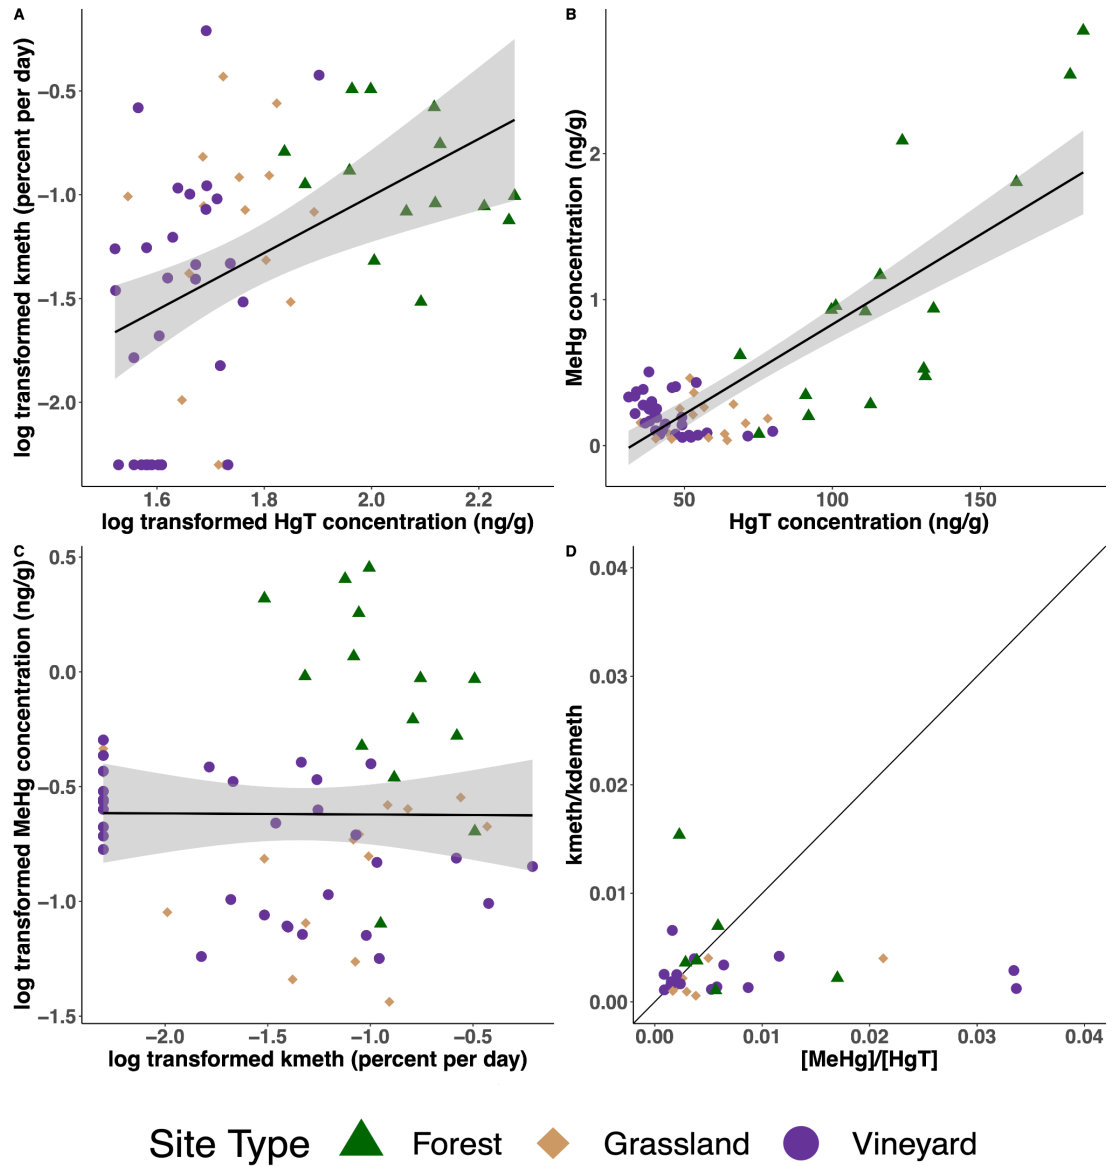 A
log transformed kmeth (percent per day)
−0.5
−1.0
−1.5
−2.0
1.6 1.8 2.0 2.2
log transformed HgT concentration (ng/g)
B
MeHg concentration (ng/g)
2
1
0
50 100 150
HgT concentration (ng/g)
C
log transformed MeHg concentration (ng/g)
0.5
0.0
−0.5
−1.0
−1.5
−2.0 −1.5 −1.0 −0.5
log transformed kmeth (percent per day)
D
kmeth/kdemeth
0.04
0.03
0.02
0.01
0.00
0.00 0.01 0.02 0.03 0.04
[MeHg]/[HgT]
Site Type Forest Grassland Vineyard